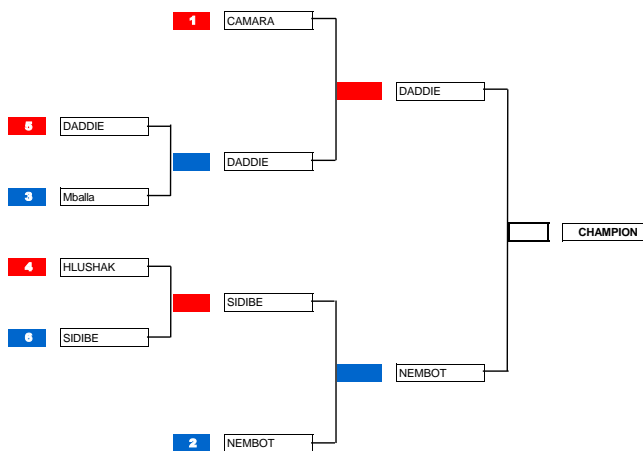 1 CAMARA
DADDIE
5 DADDIE
DADDIE
3 Mballa
CHAMPION
4 HLUSHAK
SIDIBE
6 SIDIBE
NEMBOT
2 NEMBOT